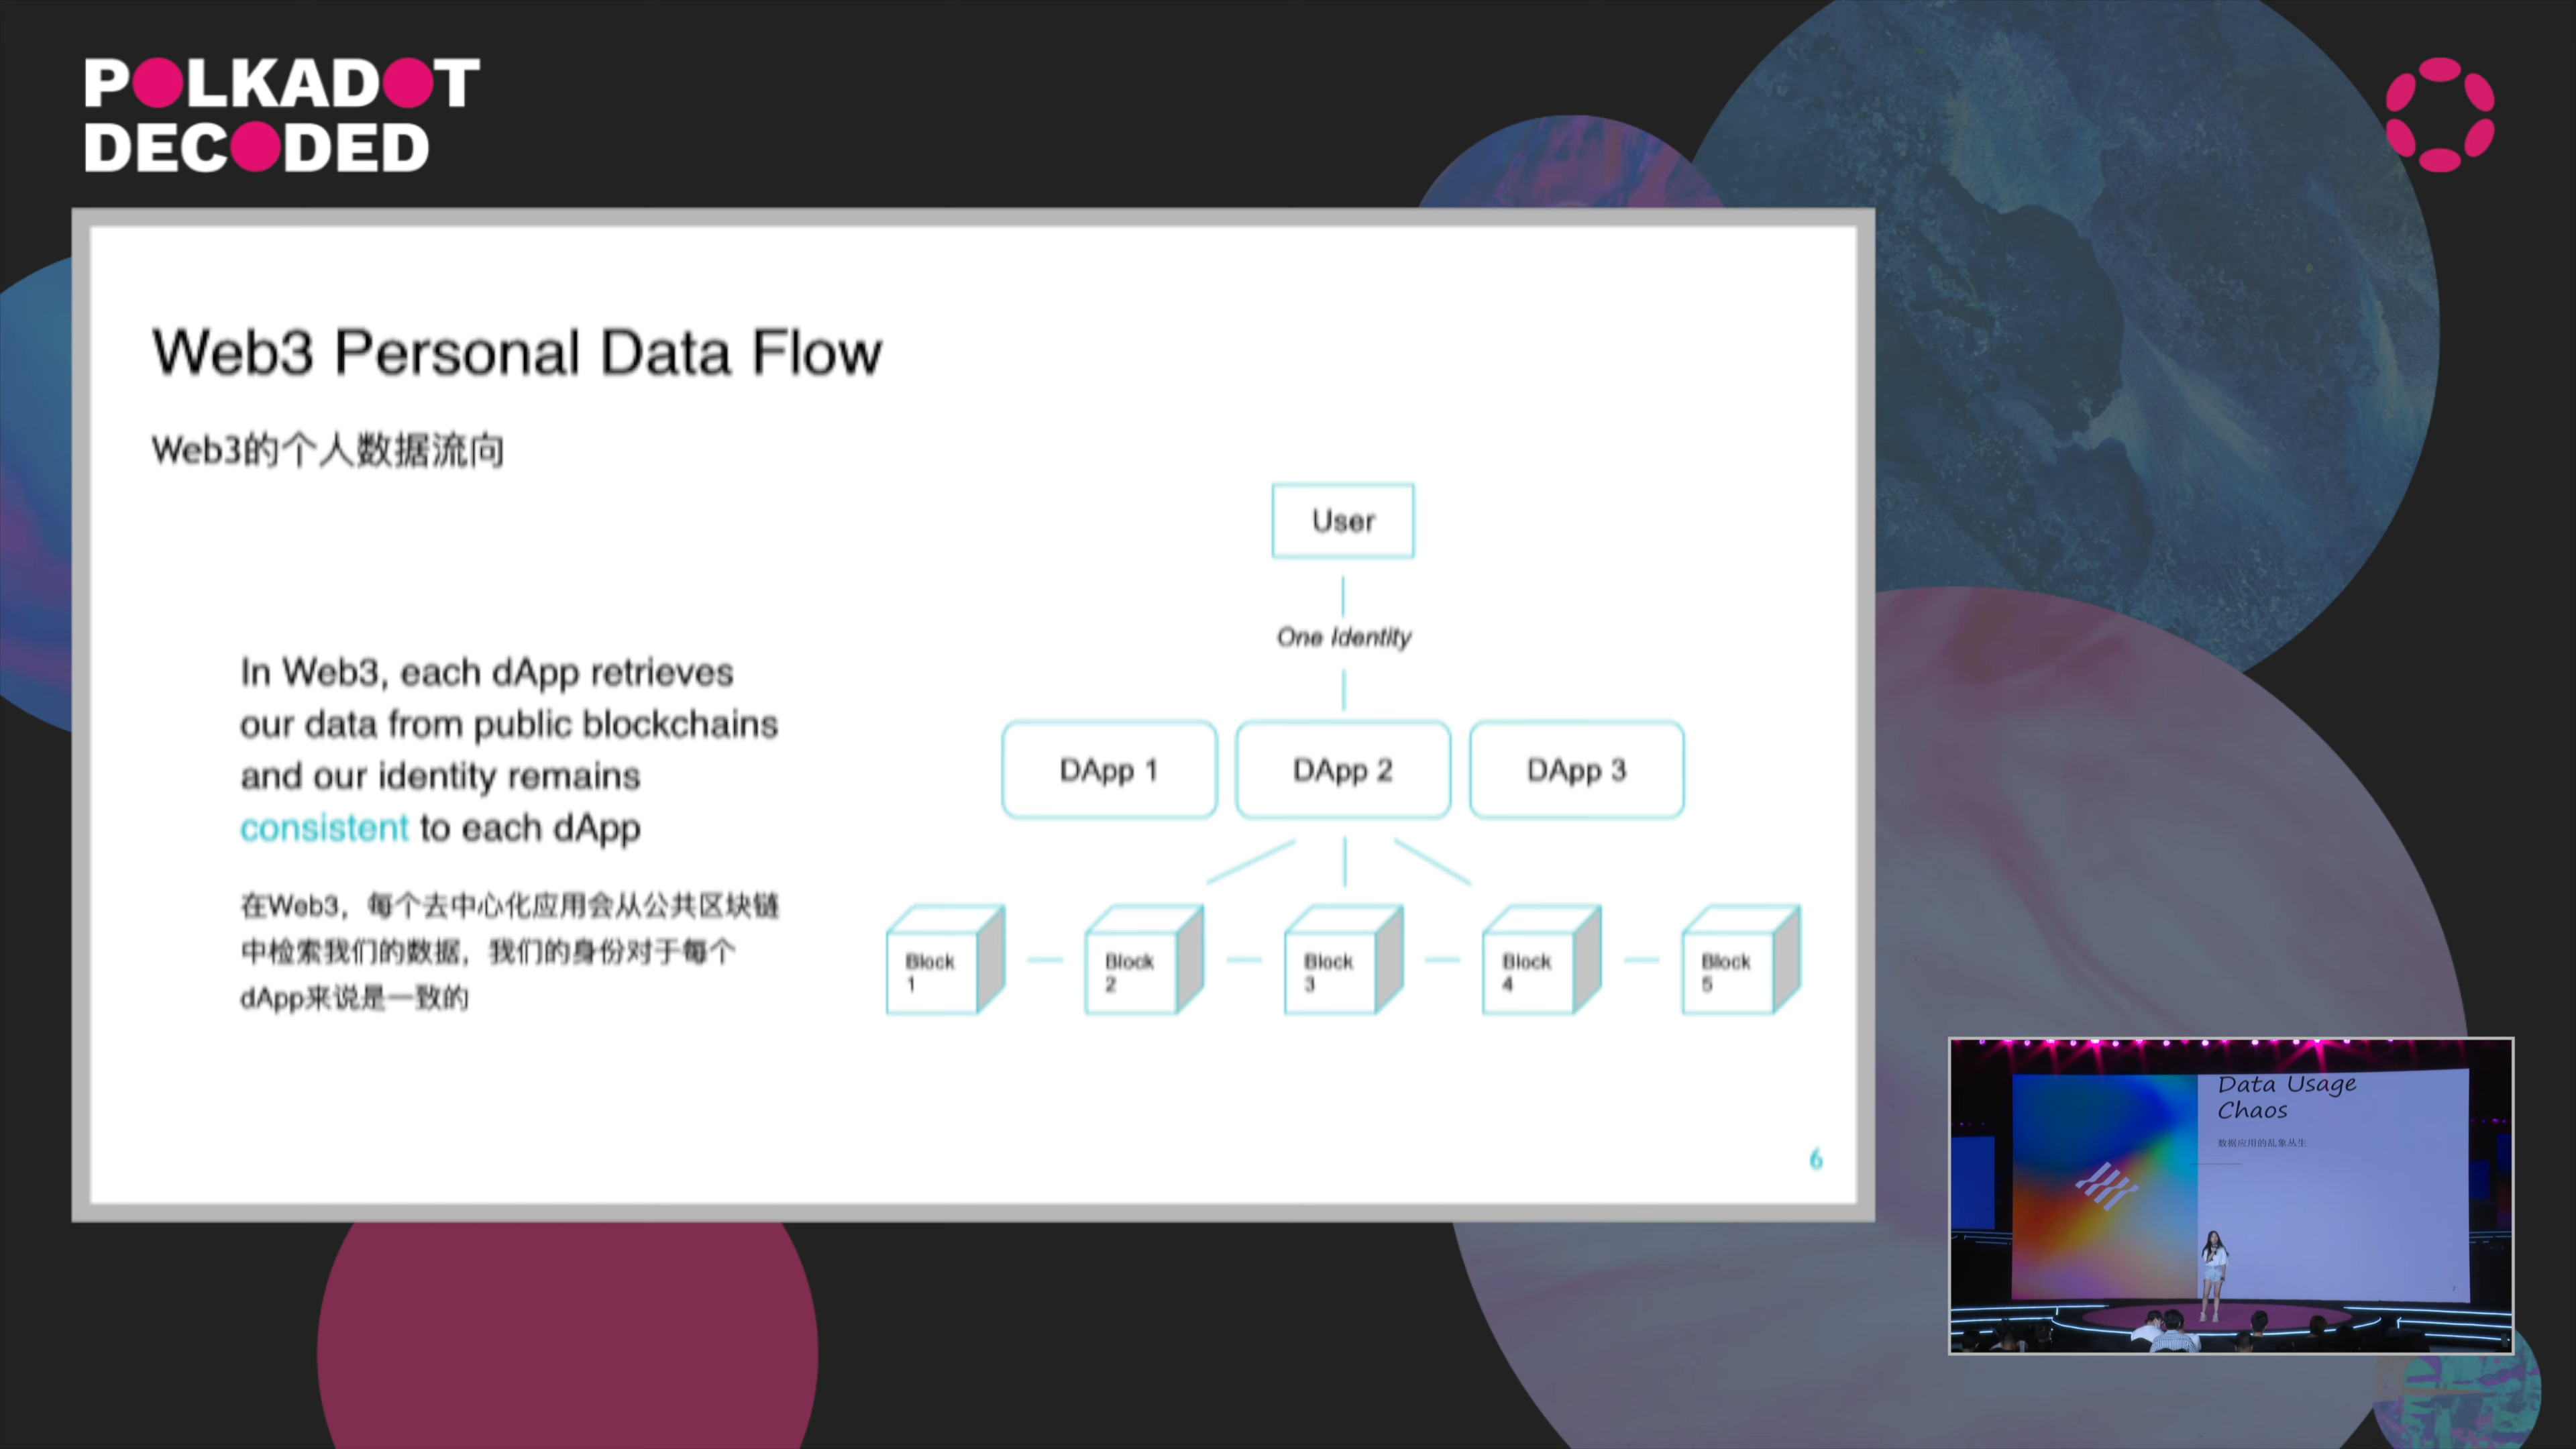 POLKADOT
DECODED
Web3 Personal Data Flow
Web3的个人数据流向
In Web3, each dApp retrieves
our data from public blockchains
and our identity remains
consistent to each dApp
在Web3，每个去中心化应用会从公共区块链
中检索我们的数据，我们的身份对于每个
dApp来说是一致的
User
One Identity
DApp 1
DApp 2
DApp 3
Block
1
Block
2
Block
3
Block
4
Block
5
6
Data Usage
Chaos
数据应用的乱象丛生
7